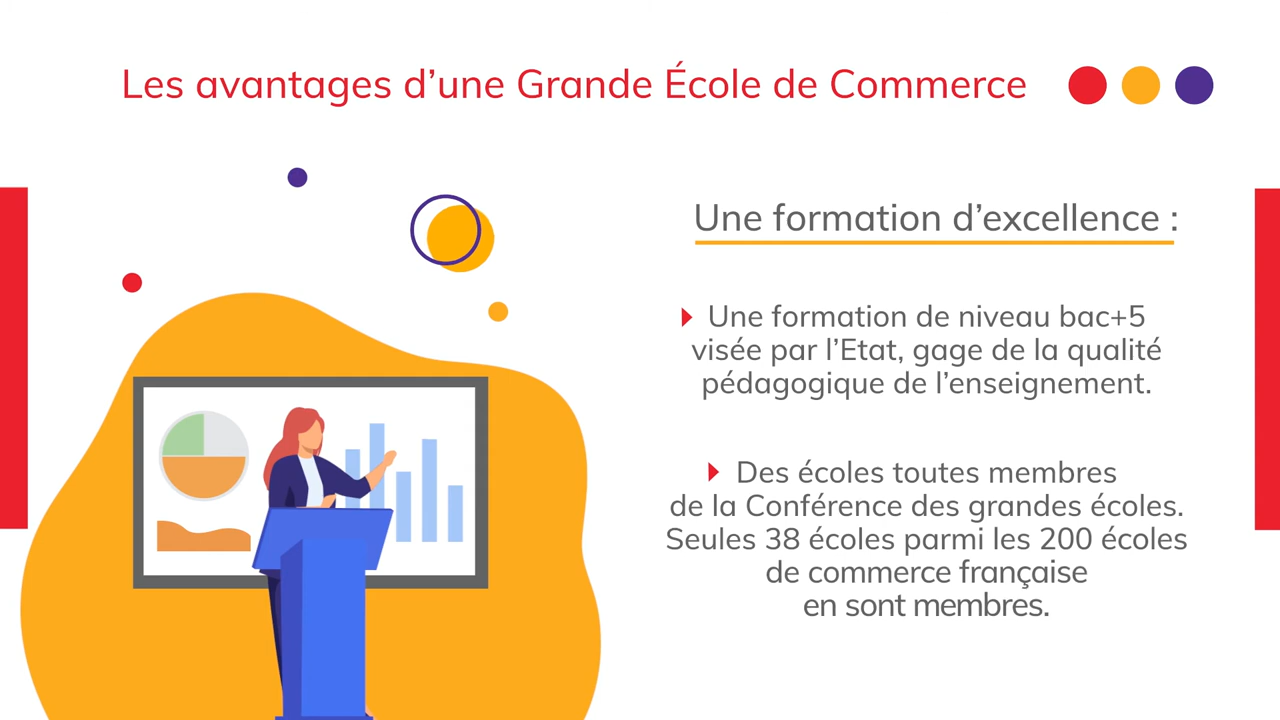 Les avantages d’une Grande École de Commerce
Une formation d’excellence :
Une formation de niveau bac+5
visée par l’Etat, gage de la qualité
pédagogique de l’enseignement.
Des écoles toutes membres
de la Conférence des grandes écoles.
Seules 38 écoles parmi les 200 écoles
de commerce française
en sont membres.